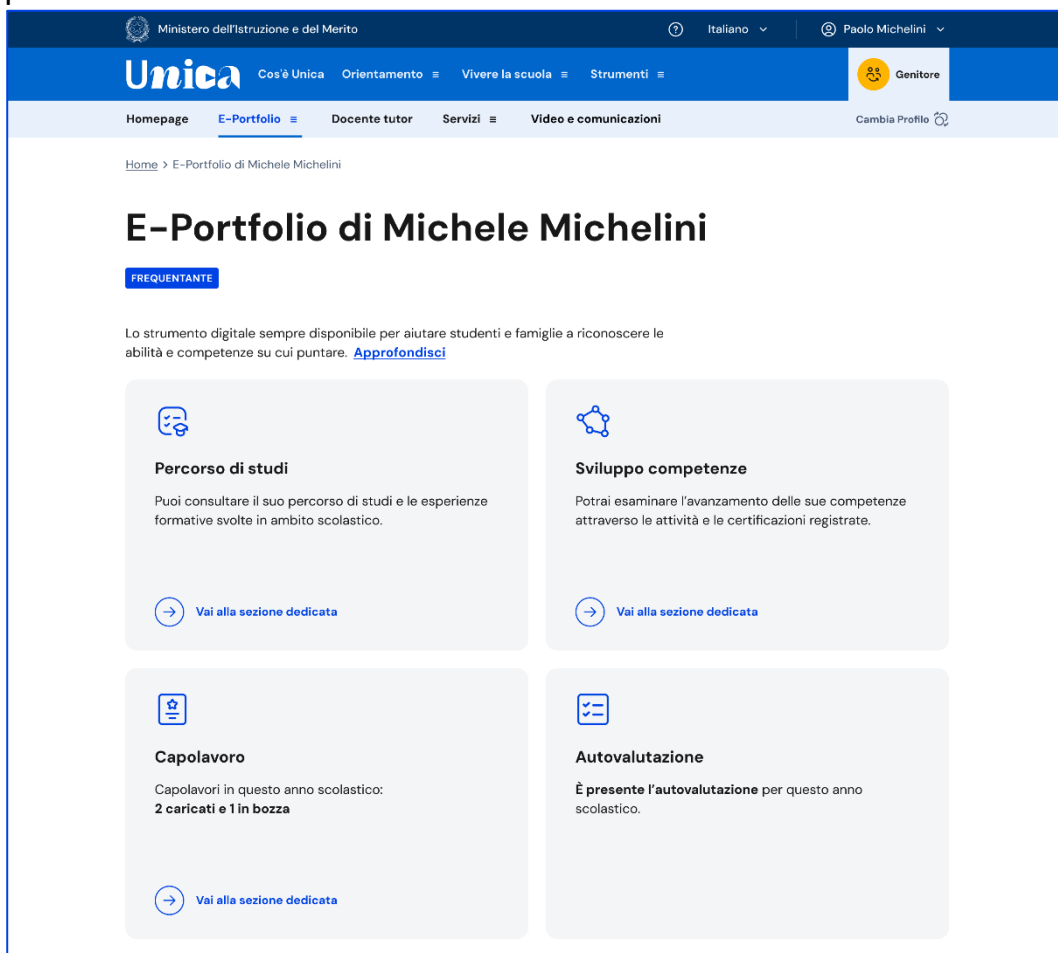 Ministero dell'Istruzione e del Merito
Italiano
Paolo Michelini
Unica
Cos'è Unica
Orientamento
Vivere la scuola
Strumenti
Genitore
Homepage
E-Portfolio
Docente tutor
Servizi
Video e comunicazioni
Cambia Profilo
Home > E-Portfolio di Michele Michelini
E-Portfolio di Michele Michelini
FREQUENTANTE
Lo strumento digitale sempre disponibile per aiutare studenti e famiglie a riconoscere le
abilità e competenze su cui puntare. Approfondisci
Percorso di studi
Puoi consultare il suo percorso di studi e le esperienze
formative svolte in ambito scolastico.
Vai alla sezione dedicata
Sviluppo competenze
Potrai esaminare l'avanzamento delle sue competenze
attraverso le attività e le certificazioni registrate.
Vai alla sezione dedicata
Capolavoro
Capolavori in questo anno scolastico:
2 caricati e 1 in bozza
Vai alla sezione dedicata
Autovalutazione
È presente l'autovalutazione per questo anno
scolastico.